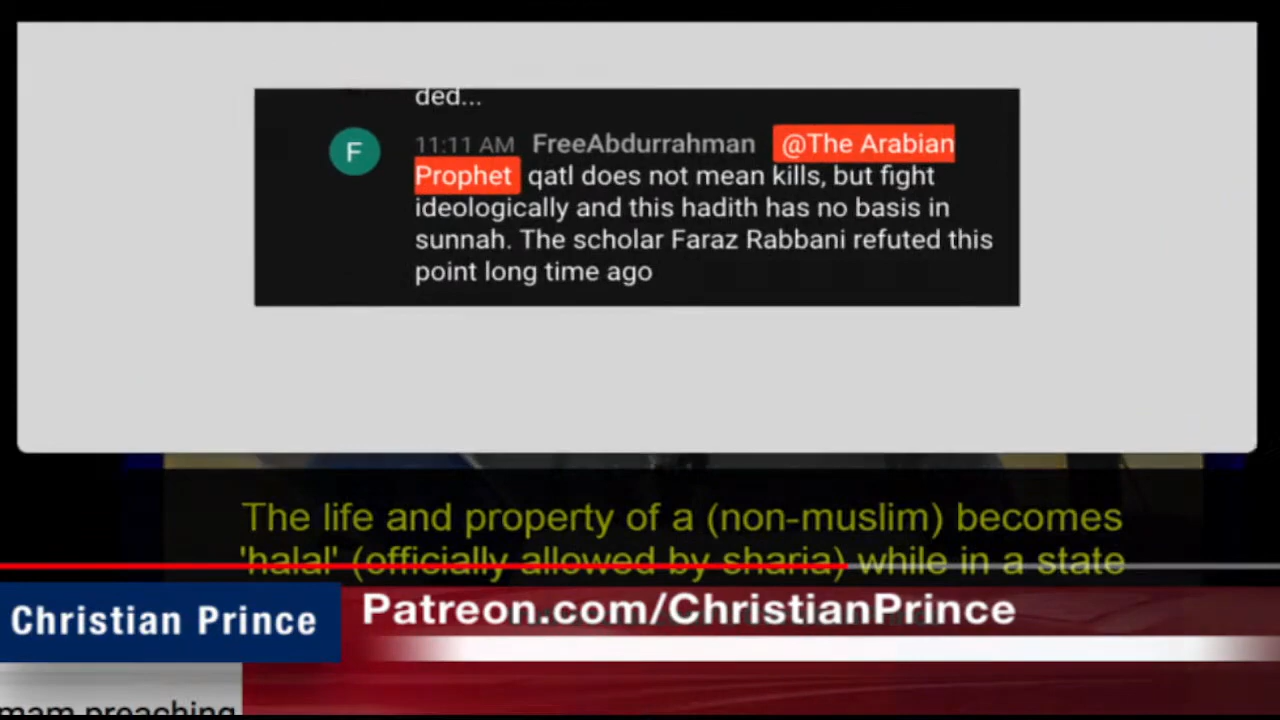 ded...
F
11:11 AM FreeAbdurrahman @The Arabian
Prophet qatl does not mean kills, but fight
ideologically and this hadith has no basis in
sunnah. The scholar Faraz Rabbani refuted this
point long time ago
The life and property of a (non-muslim) becomes
'halal' (officially allowed by sharia) while in a state
Christian Prince
Patreon.com/ChristianPrince
mam preaching